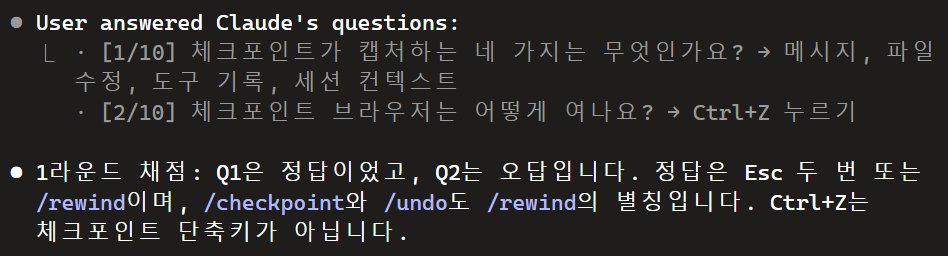 ● User answered Claude's questions:
⎿ · [1/10] 체크포인트가 캡처하는 네 가지는 무엇인가요? → 메시지, 파일
수정, 도구 기록, 세션 컨텍스트
· [2/10] 체크포인트 브라우저는 어떻게 여나요? → Ctrl+Z 누르기
● 1라운드 채점: Q1은 정답이었고, Q2는 오답입니다. 정답은 Esc 두 번 또는
/rewind이며, /checkpoint와 /undo도 /rewind의 별칭입니다. Ctrl+Z는
체크포인트 단축키가 아닙니다.